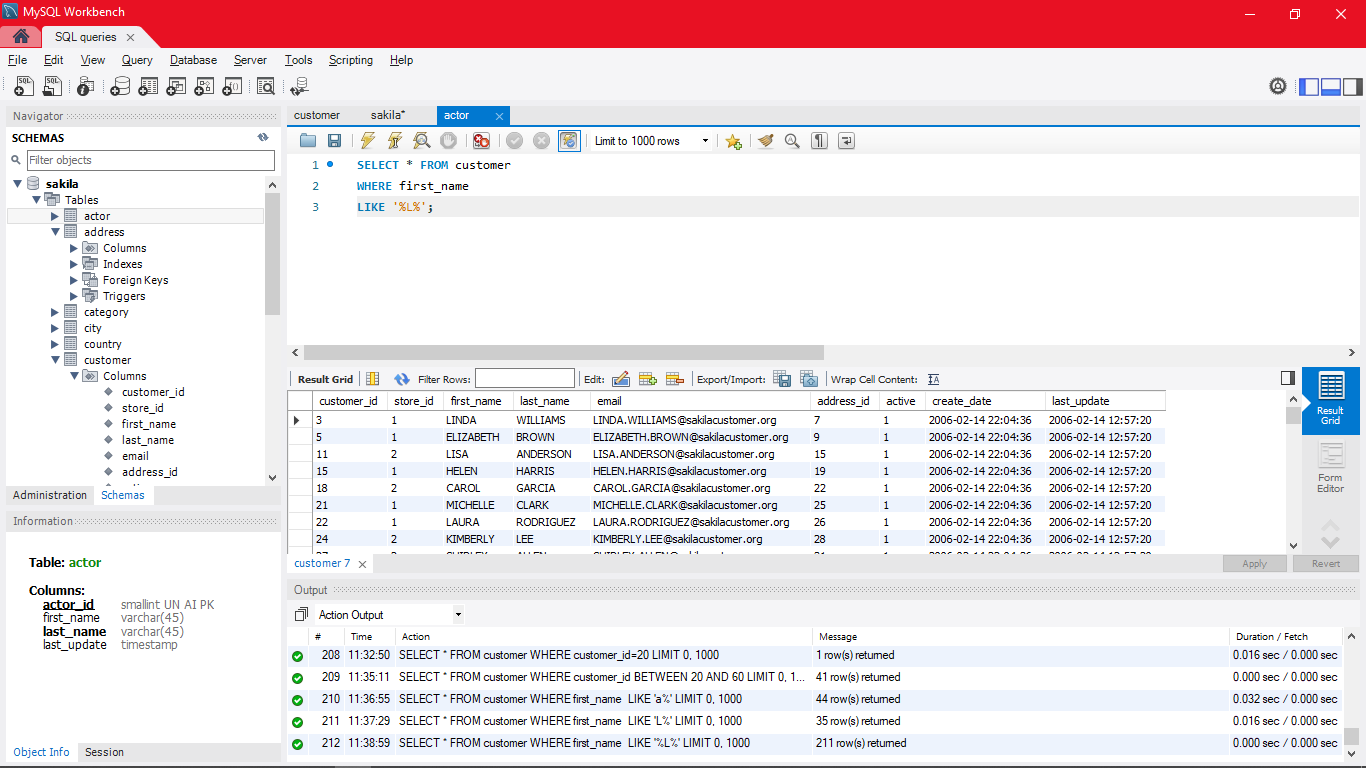 MySQL Workbench
SQL queries
File Edit View Query Database Server Tools Scripting Help
Navigator
SCHEMAS
Filter objects
sakila
Tables
actor
address
Columns
Indexes
Foreign Keys
Triggers
category
city
country
customer
Columns
customer_id
store_id
first_name
last_name
email
address_id
Administration Schemas
Information
Table: actor
Columns:
actor_id smallint UN AI PK
first_name varchar(45)
last_name varchar(45)
last_update timestamp
Object Info Session
customer sakila* actor
Limit to 1000 rows
1 SELECT * FROM customer
2 WHERE first_name
3 LIKE '%L%';
Result Grid Filter Rows: Edit: Export/Import: Wrap Cell Content:
customer_id store_id first_name last_name email address_id active create_date last_update
3 1 LINDA WILLIAMS LINDA.WILLIAMS@sakilacustomer.org 7 1 2006-02-14 22:04:36 2006-02-14 12:57:20
5 1 ELIZABETH BROWN ELIZABETH.BROWN@sakilacustomer.org 9 1 2006-02-14 22:04:36 2006-02-14 12:57:20
11 2 LISA ANDERSON LISA.ANDERSON@sakilacustomer.org 15 1 2006-02-14 22:04:36 2006-02-14 12:57:20
15 1 HELEN HARRIS HELEN.HARRIS@sakilacustomer.org 19 1 2006-02-14 22:04:36 2006-02-14 12:57:20
18 2 CAROL GARCIA CAROL.GARCIA@sakilacustomer.org 22 1 2006-02-14 22:04:36 2006-02-14 12:57:20
21 1 MICHELLE CLARK MICHELLE.CLARK@sakilacustomer.org 25 1 2006-02-14 22:04:36 2006-02-14 12:57:20
22 1 LAURA RODRIGUEZ LAURA.RODRIGUEZ@sakilacustomer.org 26 1 2006-02-14 22:04:36 2006-02-14 12:57:20
24 2 KIMBERLY LEE KIMBERLY.LEE@sakilacustomer.org 28 1 2006-02-14 22:04:36 2006-02-14 12:57:20
Result
Grid
Form
Editor
customer 7
Apply Revert
Output
Action Output
# Time Action Message Duration / Fetch
208 11:32:50 SELECT * FROM customer WHERE customer_id=20 LIMIT 0, 1000 1 row(s) returned 0.016 sec / 0.000 sec
209 11:35:11 SELECT * FROM customer WHERE customer_id BETWEEN 20 AND 60 LIMIT 0, 1... 41 row(s) returned 0.000 sec / 0.000 sec
210 11:36:55 SELECT * FROM customer WHERE first_name LIKE 'a%' LIMIT 0, 1000 44 row(s) returned 0.032 sec / 0.000 sec
211 11:37:29 SELECT * FROM customer WHERE first_name LIKE 'L%' LIMIT 0, 1000 35 row(s) returned 0.016 sec / 0.000 sec
212 11:38:59 SELECT * FROM customer WHERE first_name LIKE '%L%' LIMIT 0, 1000 211 row(s) returned 0.000 sec / 0.000 sec